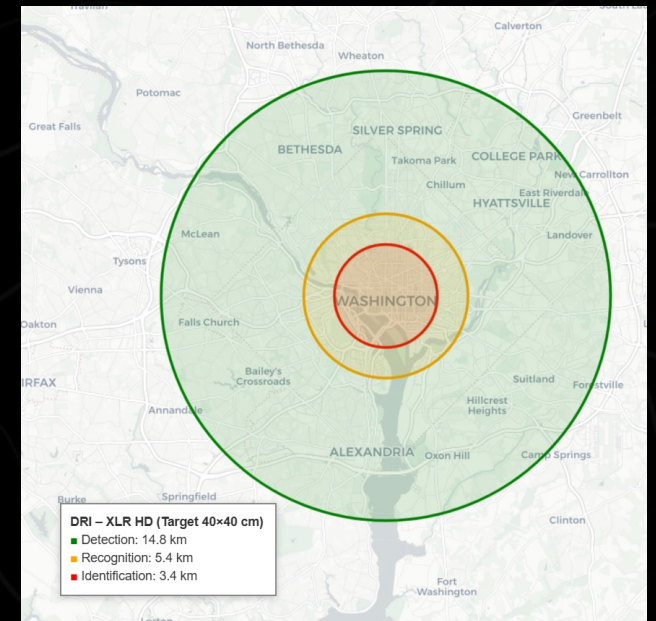 Calverton
North Bethesda
Wheaton
Potomac
Greenbelt
Great Falls
SILVER SPRING
BETHESDA
COLLEGE PARK
Takoma Park
New Carrollton
Chillum
East Riverdale
HYATTSVILLE
McLean
Landover
Tysons
Vienna
WASHINGTON
Oakton
Falls Church
Bailey's
Crossroads
Suitland
Forestville
IRFAX
Hillcrest
Heights
Annandale
ALEXANDRIA
Oxon Hill
Camp Springs
Burke
Springfield
DRI – XLR HD (Target 40×40 cm)
Detection: 14.8 km
Recognition: 5.4 km
Identification: 3.4 km
Clinton
Fort
Washington